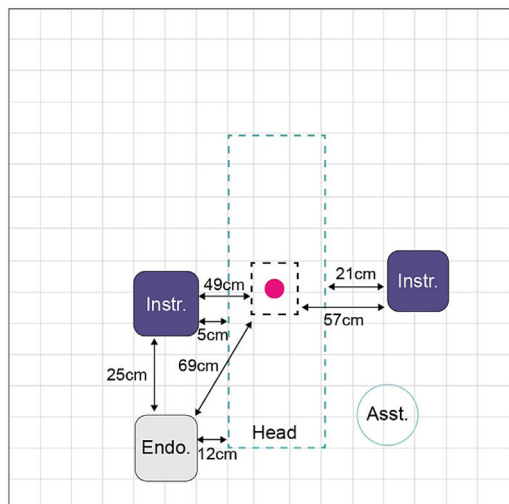 49cm
21cm
Instr.
Instr.
57cm
5cm
25cm
69cm
Asst.
Head
Endo.
12cm